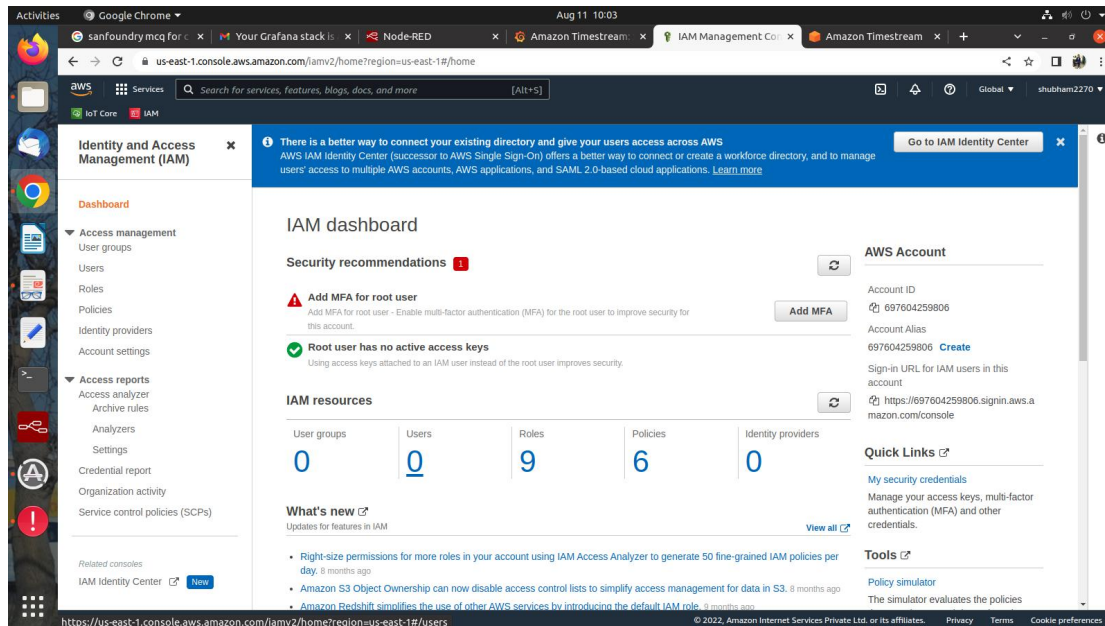 Activities
Google Chrome
Aug 11 10:03
sanfoundry mcq for c
Your Grafana stack is
Node-RED
Amazon Timestream
IAM Management Con
Amazon Timestream
us-east-1.console.aws.amazon.com/iamv2/home?region=us-east-1#/home
aws
Services
Search for services, features, blogs, docs, and more
[Alt+S]
Global
shubham2270
IoT Core
IAM
Identity and Access
Management (IAM)
Dashboard
Access management
User groups
Users
Roles
Policies
Identity providers
Account settings
Access reports
Access analyzer
Archive rules
Analyzers
Settings
Credential report
Organization activity
Service control policies (SCPs)
Related consoles
IAM Identity Center
New
There is a better way to connect your existing directory and give your users access across AWS
AWS IAM Identity Center (successor to AWS Single Sign-On) offers a better way to connect or create a workforce directory, and to manage
users' access to multiple AWS accounts, AWS applications, and SAML 2.0-based cloud applications. Learn more
Go to IAM Identity Center
IAM dashboard
Security recommendations 1
Add MFA for root user
Add MFA for root user - Enable multi-factor authentication (MFA) for the root user to improve security for
this account.
Add MFA
Root user has no active access keys
Using access keys attached to an IAM user instead of the root user improves security.
IAM resources
User groups
0
Users
0
Roles
9
Policies
6
Identity providers
0
What's new
Updates for features in IAM
View all
Right-size permissions for more roles in your account using IAM Access Analyzer to generate 50 fine-grained IAM policies per
day. 8 months ago
Amazon S3 Object Ownership can now disable access control lists to simplify access management for data in S3. 8 months ago
Amazon Redshift simplifies the use of other AWS services by introducing the default IAM role. 9 months ago
AWS Account
Account ID
697604259806
Account Alias
697604259806 Create
Sign-in URL for IAM users in this
account
https://697604259806.signin.aws.a
mazon.com/console
Quick Links
My security credentials
Manage your access keys, multi-factor
authentication (MFA) and other
credentials.
Tools
Policy simulator
The simulator evaluates the policies
https://us-east-1.console.aws.amazon.com/iamv2/home?region=us-east-1#/users
© 2022, Amazon Internet Services Private Ltd. or its affiliates.
Privacy
Terms
Cookie preferences